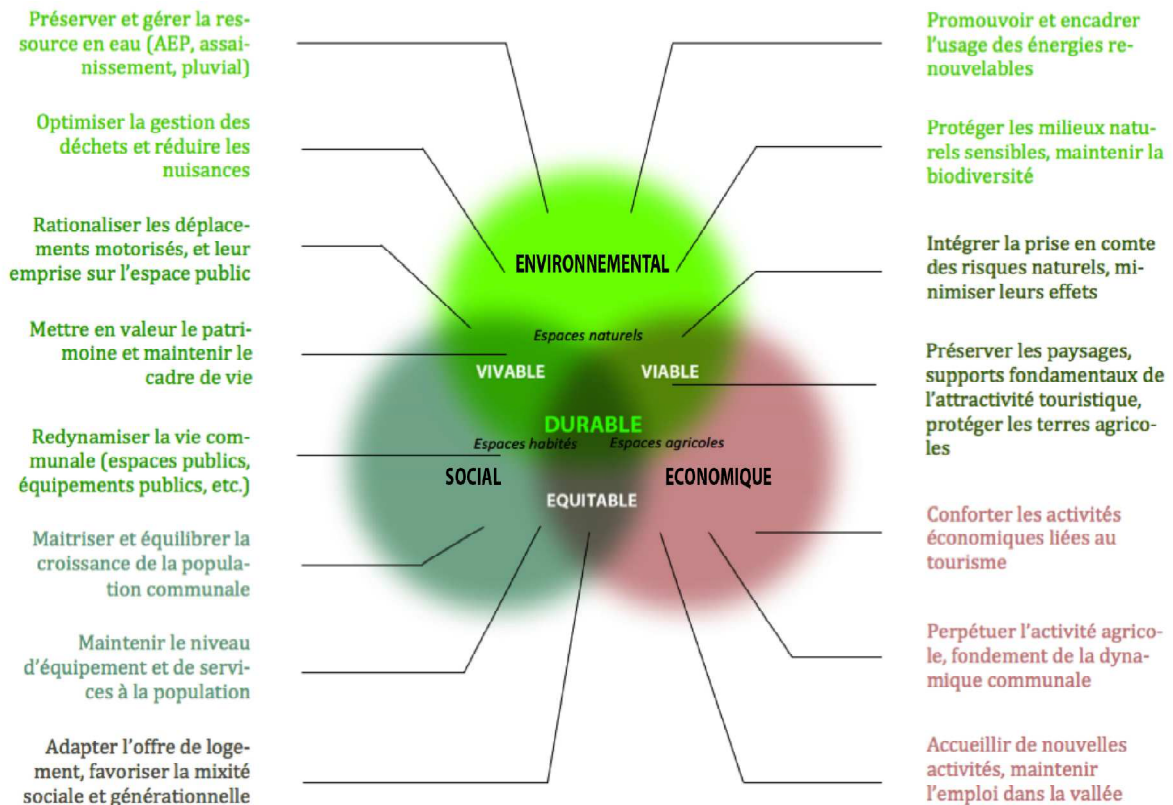 Préserver et gérer la res-
source en eau (AEP, assai-
nissement, pluvial)
Optimiser la gestion des
déchets et réduire les
nuisances
Rationaliser les déplace-
ments motorisés, et leur
emprise sur l'espace public
Mettre en valeur le patri-
moine et maintenir le
cadre de vie
Redynamiser la vie com-
munale (espaces publics,
équipements publics, etc.)
Maitriser et équilibrer la
croissance de la popula-
tion communale
Maintenir le niveau
d'équipement et de servi-
ces à la population
Adapter l'offre de loge-
ment, favoriser la mixité
sociale et générationnelle
ENVIRONNEMENTAL
Espaces naturels
VIVABLE
VIABLE
DURABLE
Espaces habités
Espaces agricoles
SOCIAL
ECONOMIQUE
EQUITABLE
Promouvoir et encadrer
l'usage des énergies re-
nouvelables
Protéger les milieux natu-
rels sensibles, maintenir la
biodiversité
Intégrer la prise en comte
des risques naturels, mi-
nimiser leurs effets
Préserver les paysages,
supports fondamentaux de
l'attractivité touristique,
protéger les terres agrico-
les
Conforter les activités
économiques liées au
tourisme
Perpétuer l'activité agrico-
le, fondement de la dyna-
mique communale
Accueillir de nouvelles
activités, maintenir
l'emploi dans la vallée